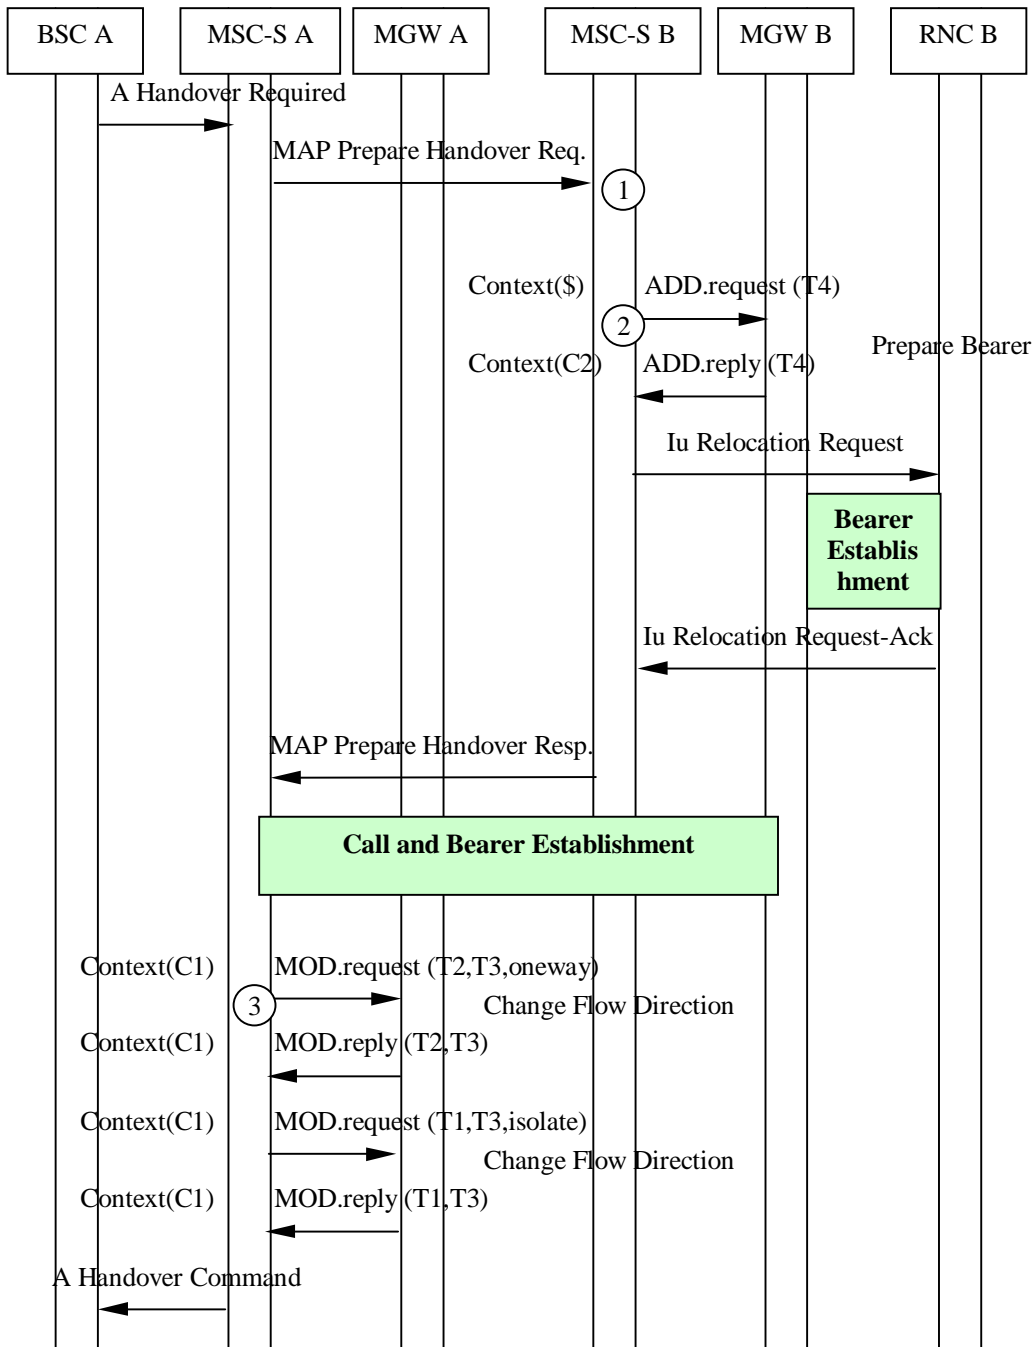 BSC A
MSC-S A
MGW A
MSC-S B
MGW B
RNC B
A Handover Required
MAP Prepare Handover Req.
1
Context($)
ADD.request (T4)
2
Prepare Bearer
Context(C2)
ADD.reply (T4)
Iu Relocation Request
Bearer
Establis
hment
Iu Relocation Request-Ack
MAP Prepare Handover Resp.
Call and Bearer Establishment
Context(C1)
MOD.request (T2,T3,oneway)
3
Change Flow Direction
Context(C1)
MOD.reply (T2,T3)
Context(C1)
MOD.request (T1,T3,isolate)
Change Flow Direction
Context(C1)
MOD.reply (T1,T3)
A Handover Command